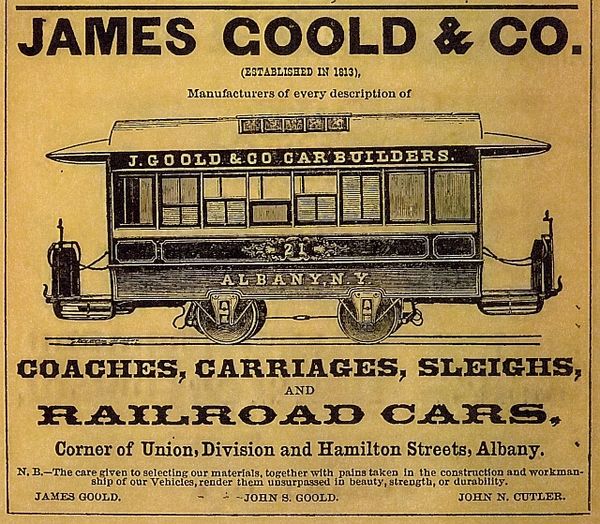 JAMES GOOLD & CO.
(ESTABLISHED IN 1813),
Manufacturers of every description of
J. GOOLD & CO. CAR BUILDERS.
21
ALBANY, N.Y.
COACHES, CARRIAGES, SLEIGHS,
AND
RAILROAD CARS,
Corner of Union, Division and Hamilton Streets, Albany.
N. B.—The care given to selecting our materials, together with pains taken in the construction and workman-
ship of our Vehicles, render them unsurpassed in beauty, strength, or durability.
JAMES GOOLD. JOHN S. GOOLD. JOHN N. CUTLER.